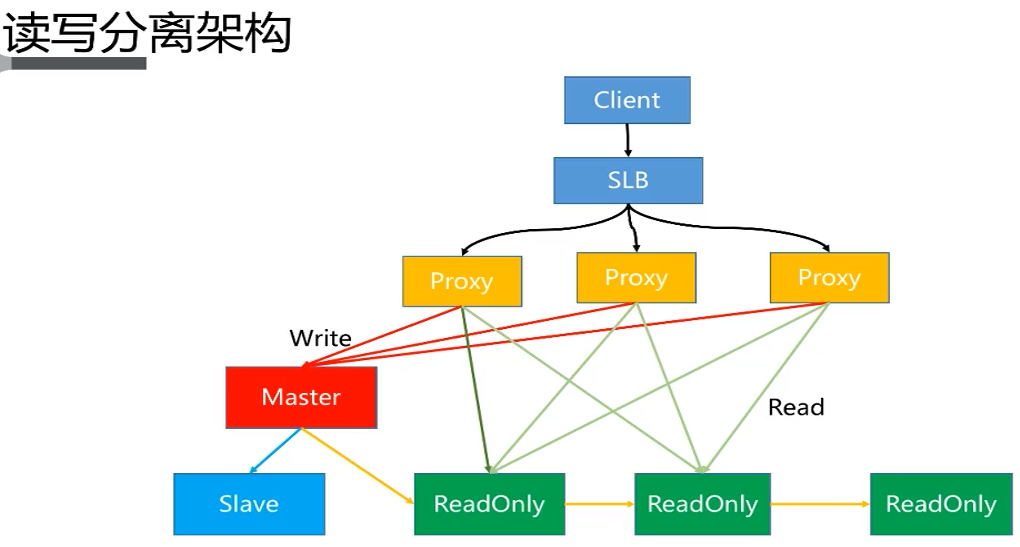 读写分离架构
Client
SLB
Proxy
Proxy
Proxy
Write
Master
Read
Slave
ReadOnly
ReadOnly
ReadOnly